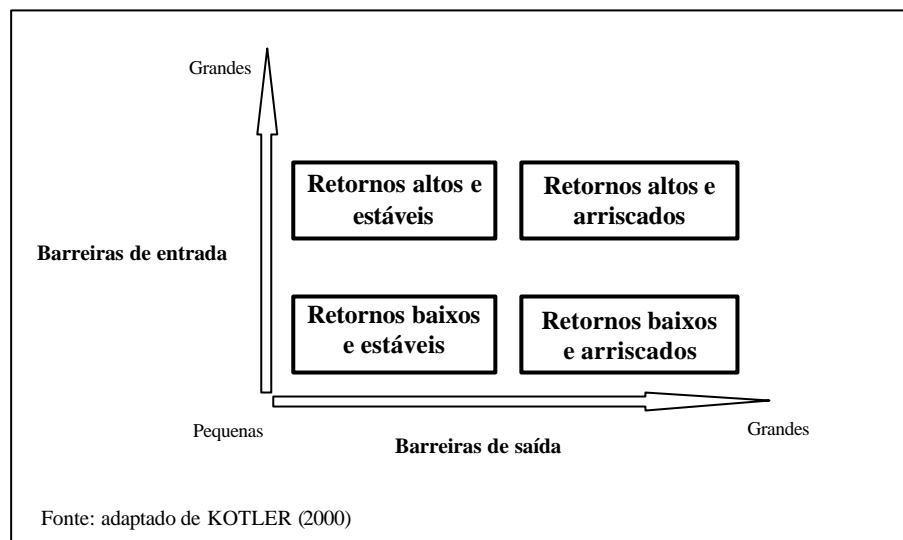 Grandes
Retornos altos e
estáveis
Retornos altos e
arriscados
Barreiras de entrada
Retornos baixos
e estáveis
Retornos baixos
e arriscados
Pequenas
Barreiras de saída
Grandes
Fonte: adaptado de KOTLER (2000)